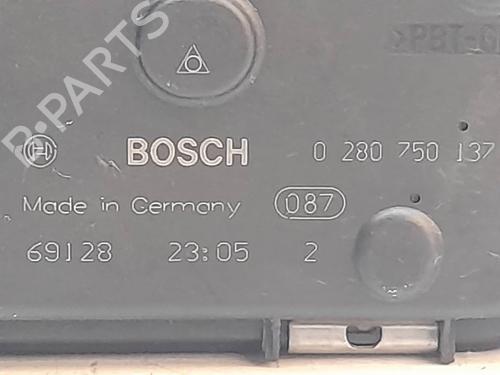 B-PARTS
>PBT-G
BOSCH 0 280 750 137
Made in Germany 087
69128 23:05 2